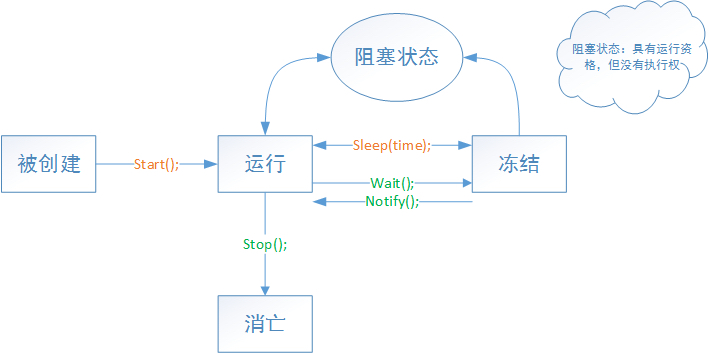 阻塞状态
阻塞状态：具有运行资
格，但没有执行权
被创建
Start();
运行
Sleep(time);
冻结
Wait();
Notify();
Stop();
消亡